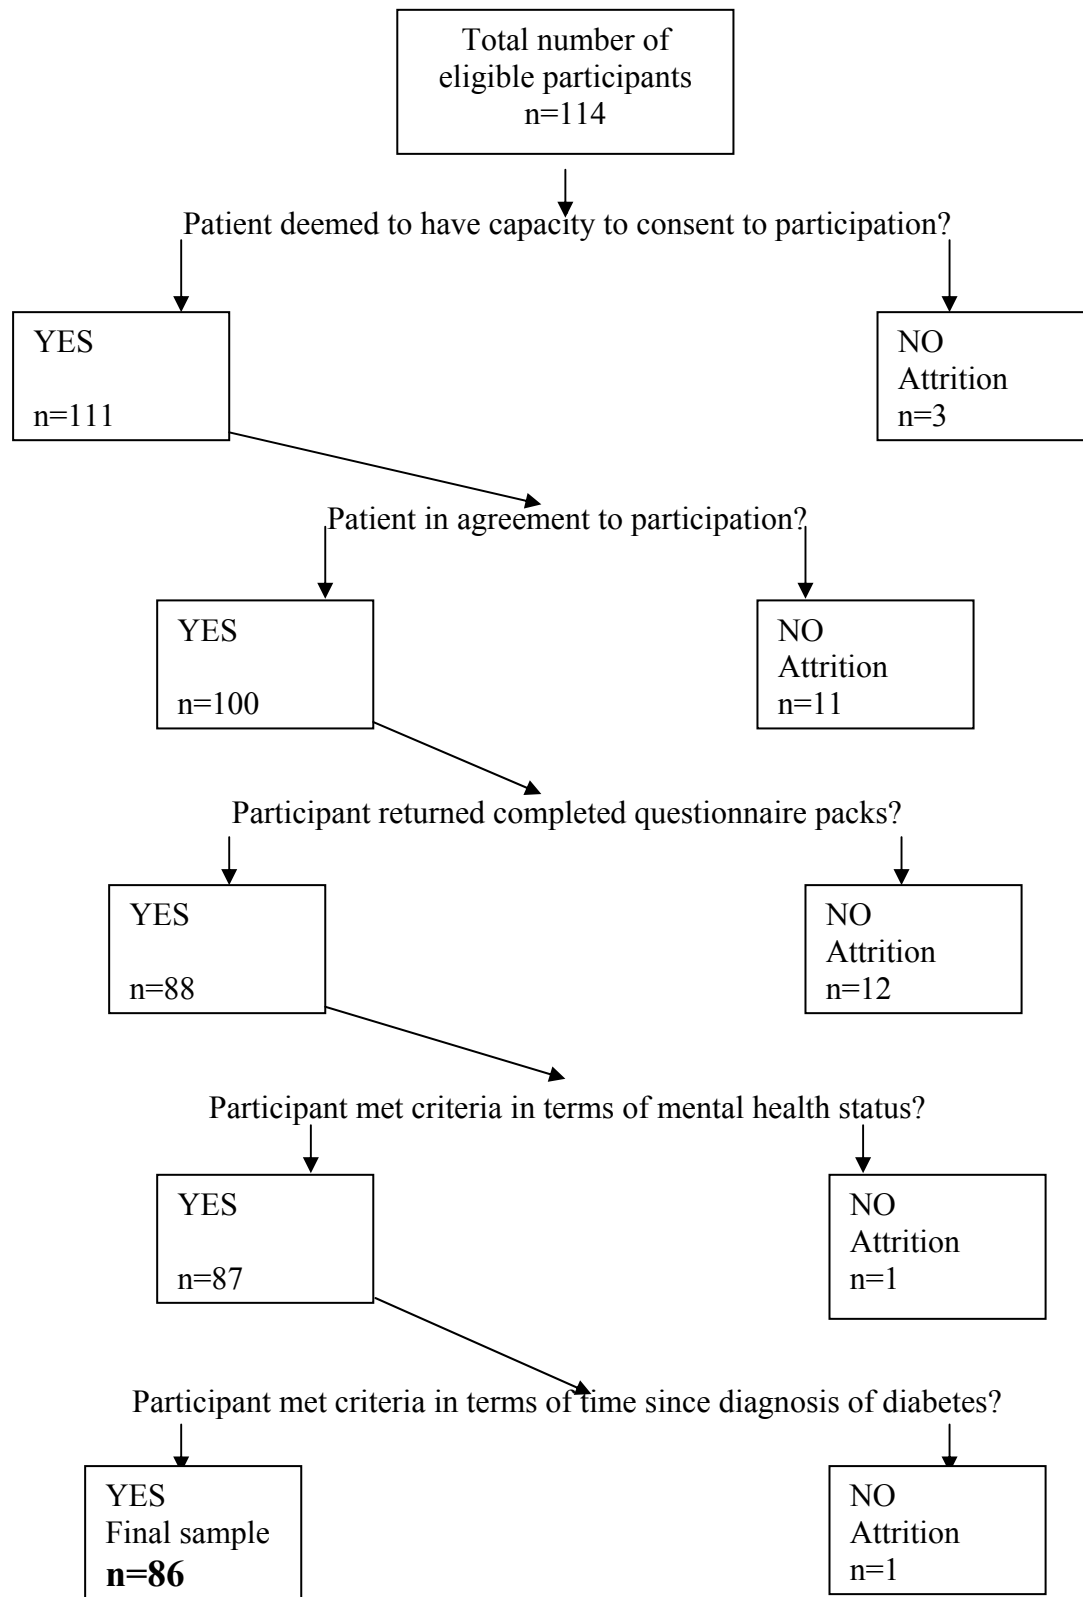 Total number of
eligible participants
n=114
Patient deemed to have capacity to consent to participation?
YES
n=111
NO
Attrition
n=3
Patient in agreement to participation?
YES
n=100
NO
Attrition
n=11
Participant returned completed questionnaire packs?
YES
n=88
NO
Attrition
n=12
Participant met criteria in terms of mental health status?
YES
n=87
NO
Attrition
n=1
Participant met criteria in terms of time since diagnosis of diabetes?
YES
Final sample
n=86
NO
Attrition
n=1